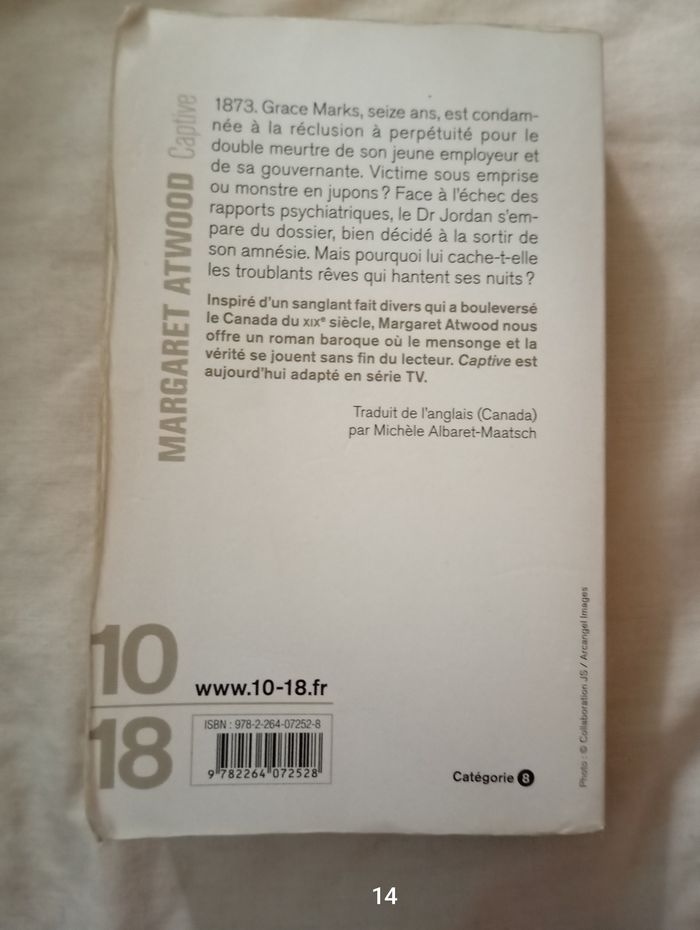 MARGARET ATWOOD Captive
1873. Grace Marks, seize ans, est condam-
née à la réclusion à perpétuité pour le
double meurtre de son jeune employeur et
de sa gouvernante. Victime sous emprise
ou monstre en jupons ? Face à l'échec des
rapports psychiatriques, le Dr Jordan s'em-
pare du dossier, bien décidé à la sortir de
son amnésie. Mais pourquoi lui cache-t-elle
les troublants rêves qui hantent ses nuits ?
Inspiré d'un sanglant fait divers qui a bouleversé
le Canada du XIXe siècle, Margaret Atwood nous
offre un roman baroque où le mensonge et la
vérité se jouent sans fin du lecteur. Captive est
aujourd'hui adapté en série TV.
Traduit de l'anglais (Canada)
par Michèle Albaret-Maatsch
10
18
www.10-18.fr
ISBN : 978-2-264-07252-8
9 782264 072528
Catégorie 8
Photo : © Collaboration JS / Arcangel Images
14